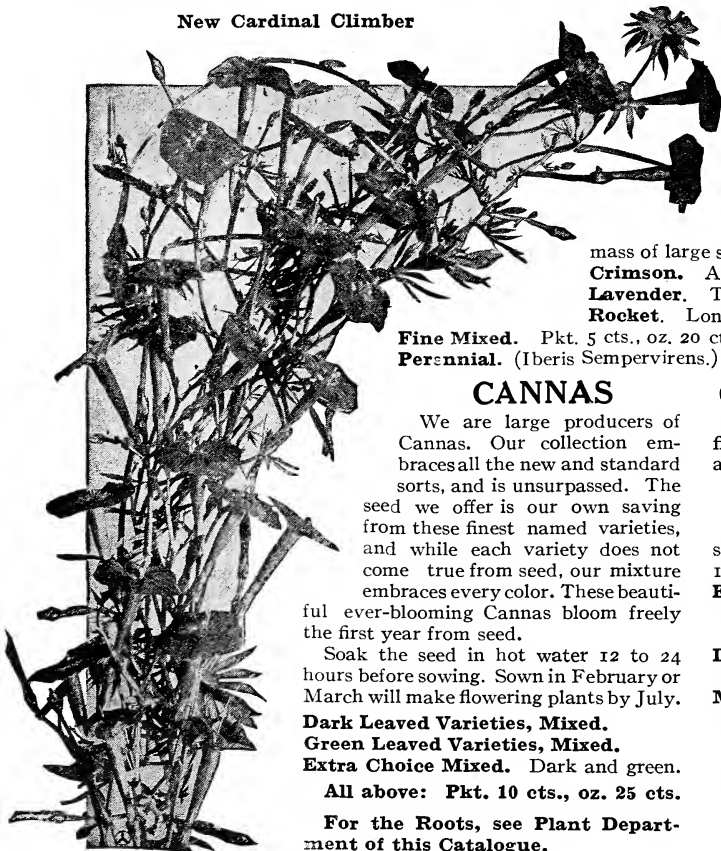 New Cardinal Climber
mass of large
Crimson.
Lavender.
Rocket.
Fine Mixed. Pkt. 5 cts., oz. 20
Perennial. (Iberis Sempervirens.)
CANNAS
We are large producers of
Cannas. Our collection em-
braces all the new and standard
sorts, and is unsurpassed. The
seed we offer is our own saving
from these finest named varieties,
and while each variety does not
come true from seed, our mixture
embraces every color. These beauti-
ful ever-blooming Cannas bloom freely
the first year from seed.
Soak the seed in hot water 12 to 24
hours before sowing. Sown in February or
March will make flowering plants by July.
Dark Leaved Varieties, Mixed.
Green Leaved Varieties, Mixed.
Extra Choice Mixed. Dark and green.
All above: Pkt. 10 cts., oz. 25 cts.
For the Roots, see Plant Depart-
ment of this Catalogue.